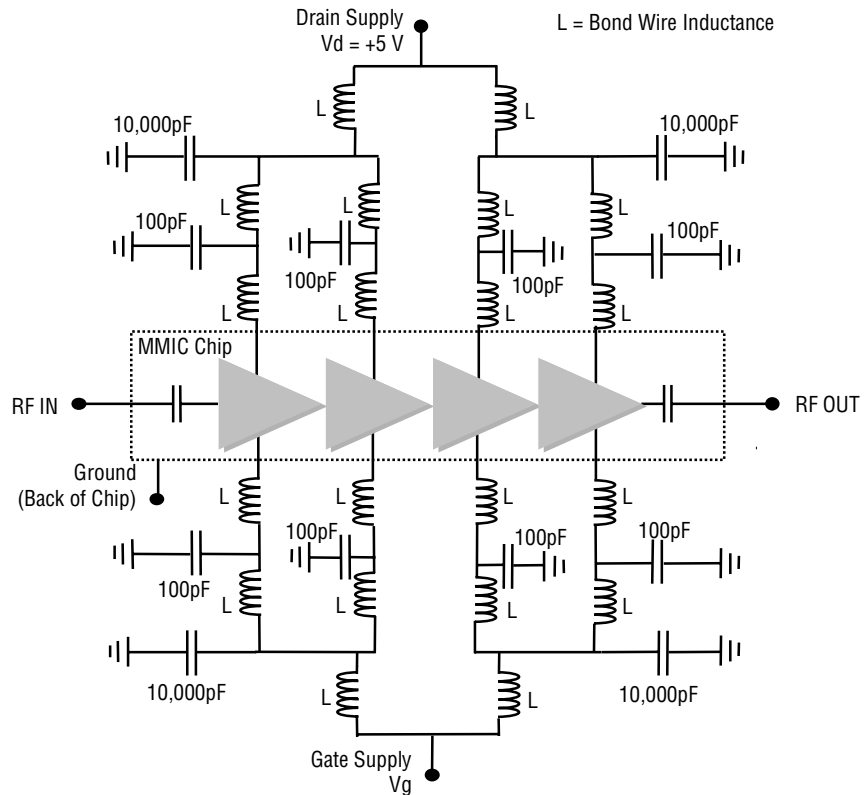 Drain Supply
Vd = +5 V
L = Bond Wire Inductance
L
L
10,000pF
10,000pF
L
L
L
L
100pF
100pF
100pF
100pF
L
L
L
L
MMIC Chip
RF IN
RF OUT
Ground
(Back of Chip)
L
L
L
L
100pF
100pF
100pF
100pF
L
L
L
L
10,000pF
10,000pF
L
L
Gate Supply
Vg